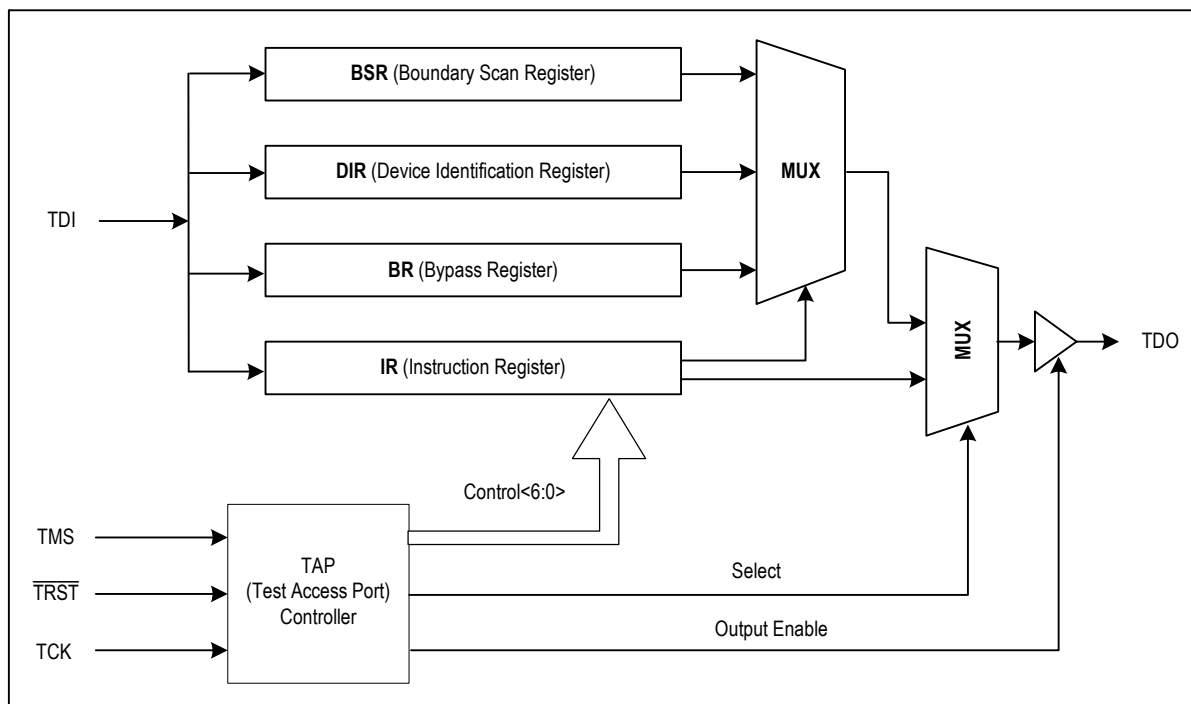 BSR (Boundary Scan Register)
DIR (Device Identification Register)
MUX
TDI
BR (Bypass Register)
MUX
TDO
IR (Instruction Register)
Control<6:0>
TMS
TAP
(Test Access Port)
Controller
TRST
Select
TCK
Output Enable